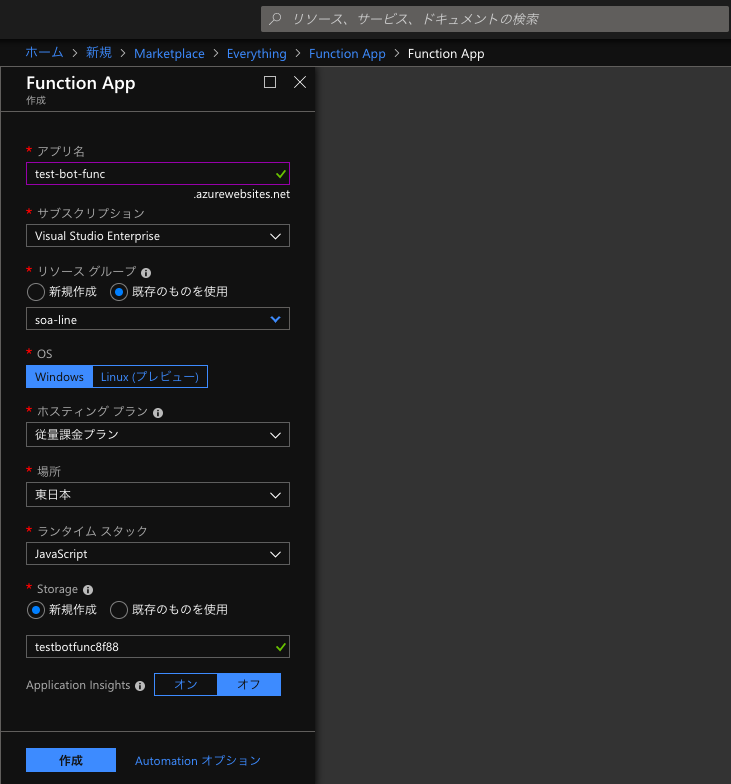 リソース、サービス、ドキュメントの検索
ホーム > 新規 > Marketplace > Everything > Function App > Function App
Function App
作成
* アプリ名
test-bot-func
.azurewebsites.net
* サブスクリプション
Visual Studio Enterprise
* リソース グループ
新規作成 既存のものを使用
soa-line
* OS
Windows Linux (プレビュー)
* ホスティング プラン
従量課金プラン
* 場所
東日本
* ランタイム スタック
JavaScript
* Storage
新規作成 既存のものを使用
testbotfunc8f88
Application Insights オン オフ
作成 Automation オプション